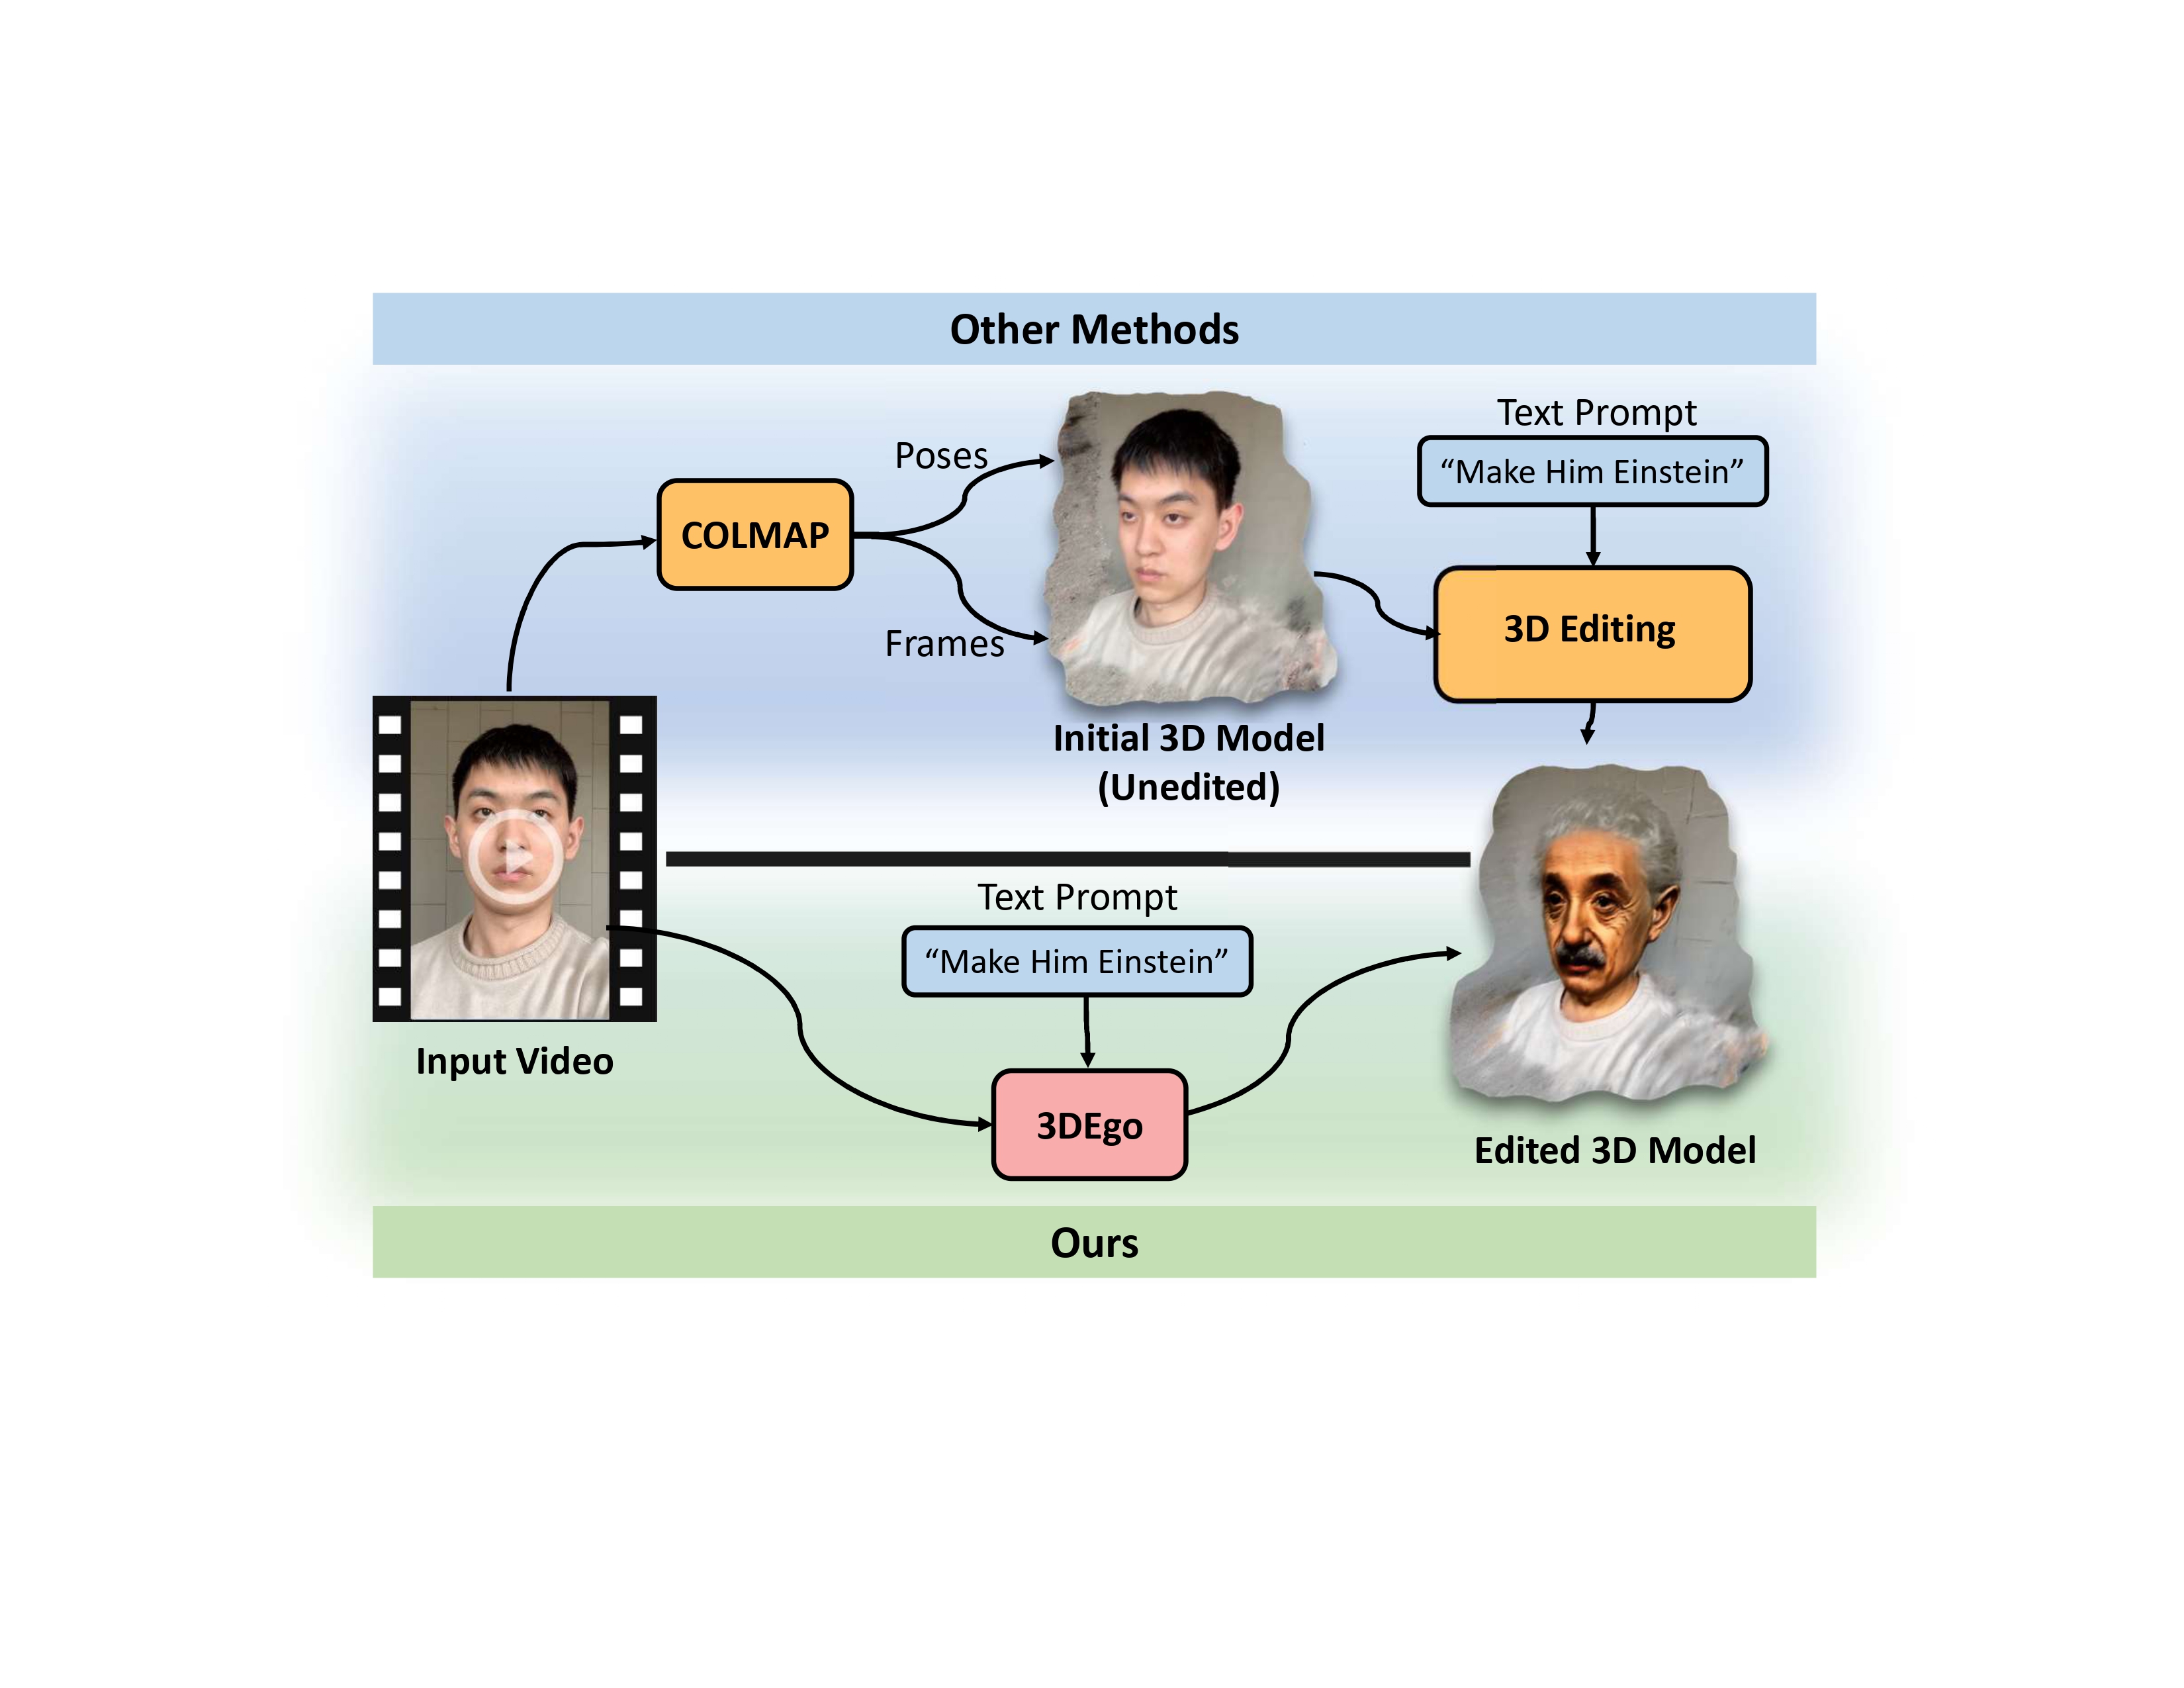 Other Methods
Text Prompt
“Make Him Einstein”
Poses
COLMAP
Frames
3D Editing
Initial 3D Model
(Unedited)
Text Prompt
“Make Him Einstein”
Input Video
3DEgo
Edited 3D Model
Ours